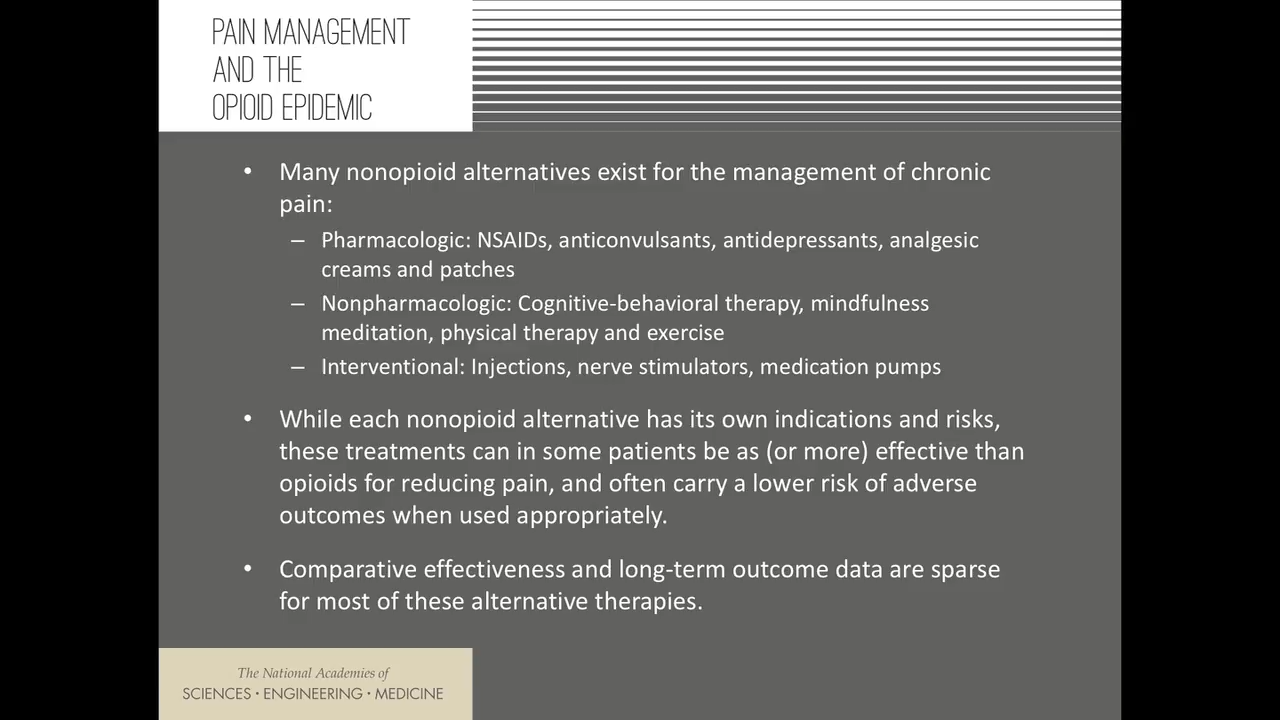 PAIN MANAGEMENT
AND THE
OPIOID EPIDEMIC
• Many nonopioid alternatives exist for the management of chronic
pain:
– Pharmacologic: NSAIDs, anticonvulsants, antidepressants, analgesic
creams and patches
– Nonpharmacologic: Cognitive-behavioral therapy, mindfulness
meditation, physical therapy and exercise
– Interventional: Injections, nerve stimulators, medication pumps
• While each nonopioid alternative has its own indications and risks,
these treatments can in some patients be as (or more) effective than
opioids for reducing pain, and often carry a lower risk of adverse
outcomes when used appropriately.
• Comparative effectiveness and long-term outcome data are sparse
for most of these alternative therapies.
The National Academies of
SCIENCES • ENGINEERING • MEDICINE